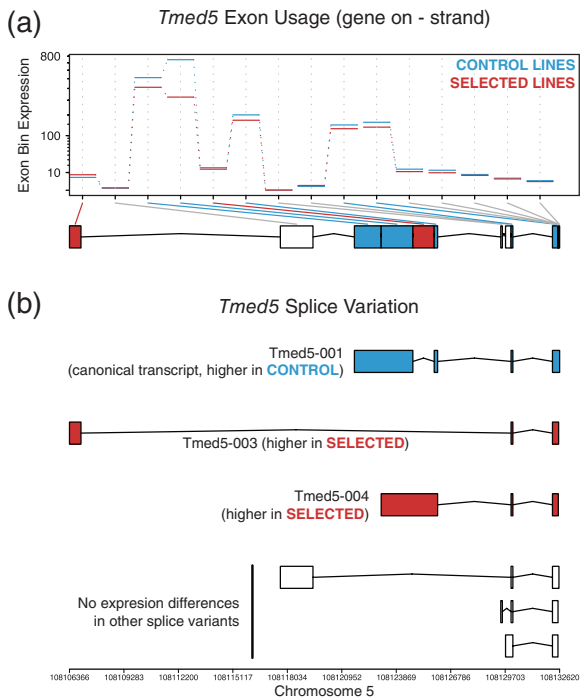 (a)
Tmed5 Exon Usage (gene on - strand)
CONTROL LINES
SELECTED LINES
Exon Bin Expression
800
100
10
(b)
Tmed5 Splice Variation
Tmed5-001
(canonical transcript, higher in CONTROL)
Tmed5-003 (higher in SELECTED)
Tmed5-004
(higher in SELECTED)
No expresion differences
in other splice variants
108106366 108109283 108112200 108115117 108118034 108120952 108123869 108126786 108129703 108132620
Chromosome 5